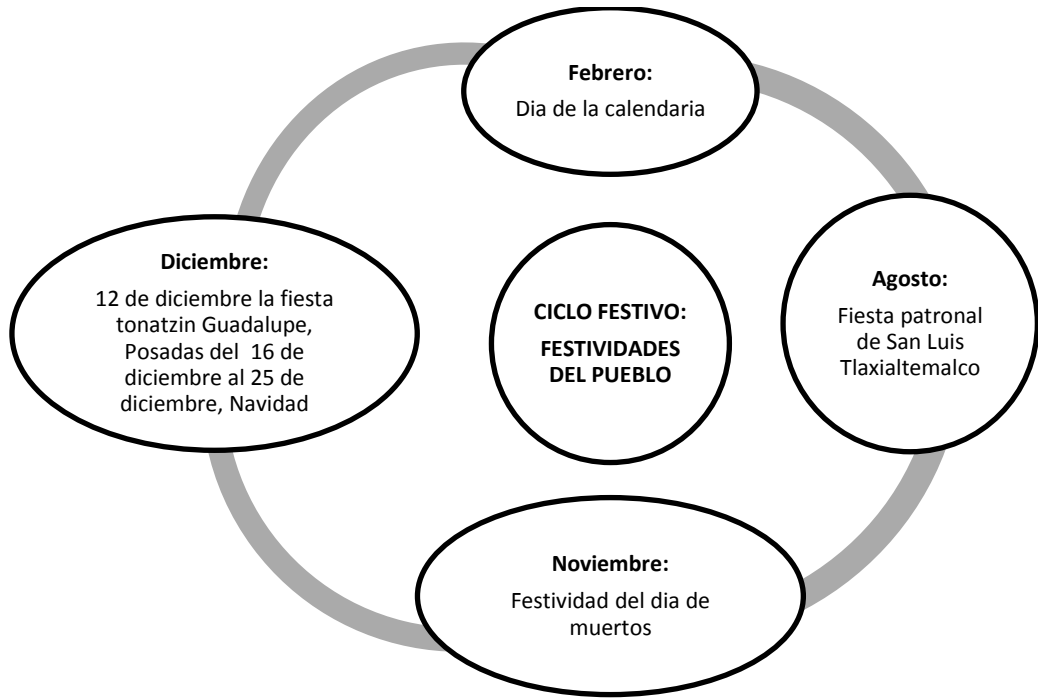 Febrero:
Dia de la calendaria
Diciembre:
12 de diciembre la fiesta
tonatzin Guadalupe,
Posadas del  16 de
diciembre al 25 de
diciembre, Navidad
CICLO FESTIVO:
FESTIVIDADES
DEL PUEBLO
Agosto:
Fiesta patronal
de San Luis
Tlaxialtemalco
Noviembre:
Festividad del dia de
muertos